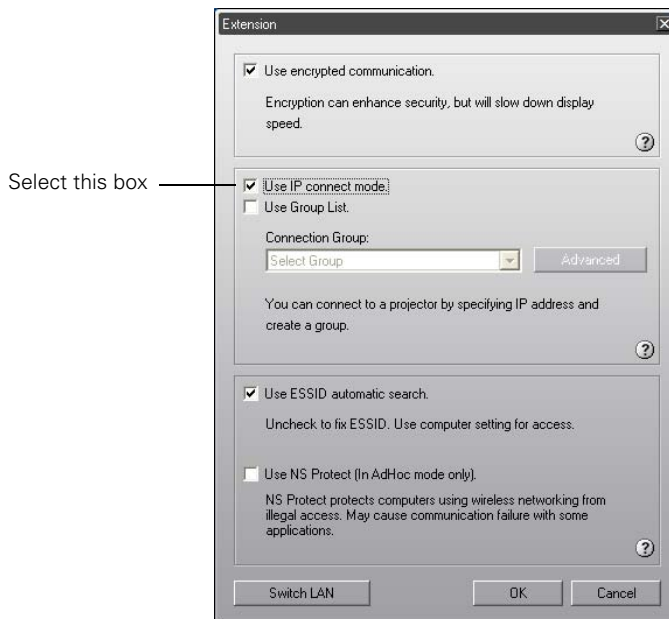 Extension
Use encrypted communication.
Encryption can enhance security, but will slow down display
speed.
?
Select this box
Use IP connect mode.
Use Group List.
Connection Group:
Select Group
Advanced
You can connect to a projector by specifying IP address and
create a group.
?
Use ESSID automatic search.
Uncheck to fix ESSID. Use computer setting for access.
Use NS Protect (In AdHoc mode only).
NS Protect protects computers using wireless networking from
illegal access. May cause communication failure with some
applications.
?
Switch LAN
OK
Cancel